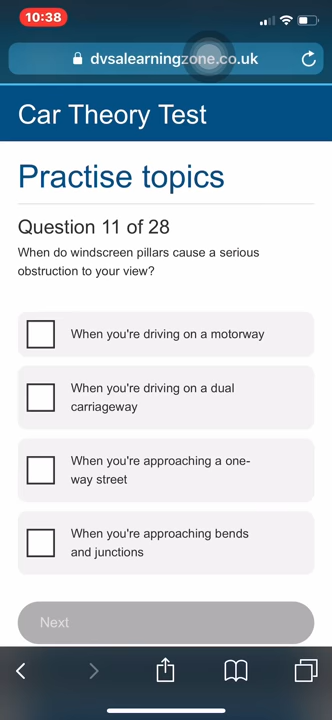 10:38
dvsalearningzone.co.uk
Car Theory Test
Practise topics
Question 11 of 28
When do windscreen pillars cause a serious
obstruction to your view?
When you're driving on a motorway
When you're driving on a dual
carriageway
When you're approaching a one-
way street
When you're approaching bends
and junctions
Next